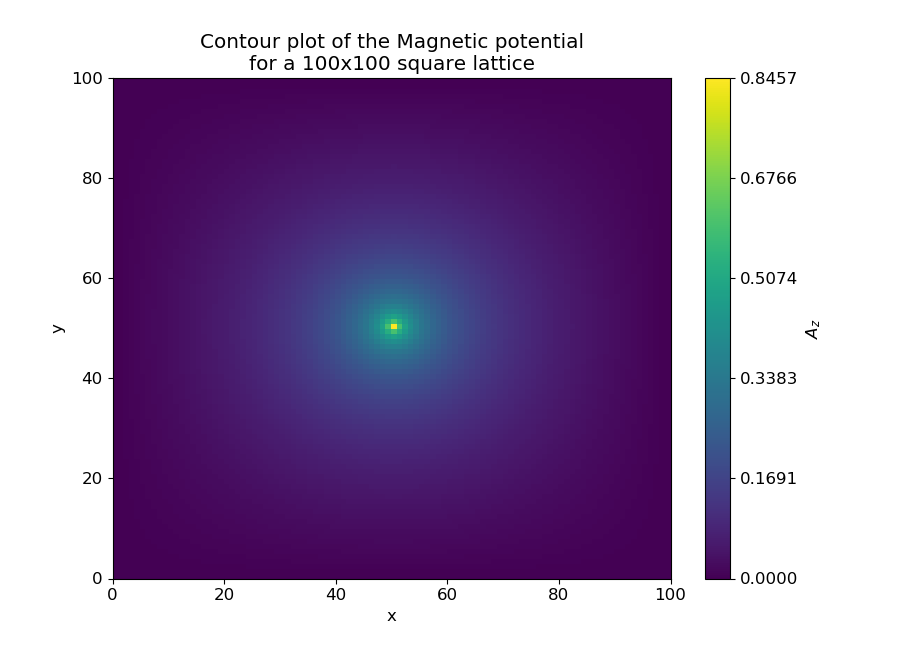 Contour plot of the Magnetic potential
for a 100x100 square lattice
100
80
60
40
20
0
y
0 20 40 60 80 100
x
0.8457
0.6766
0.5074
0.3383
0.1691
0.0000
A_z